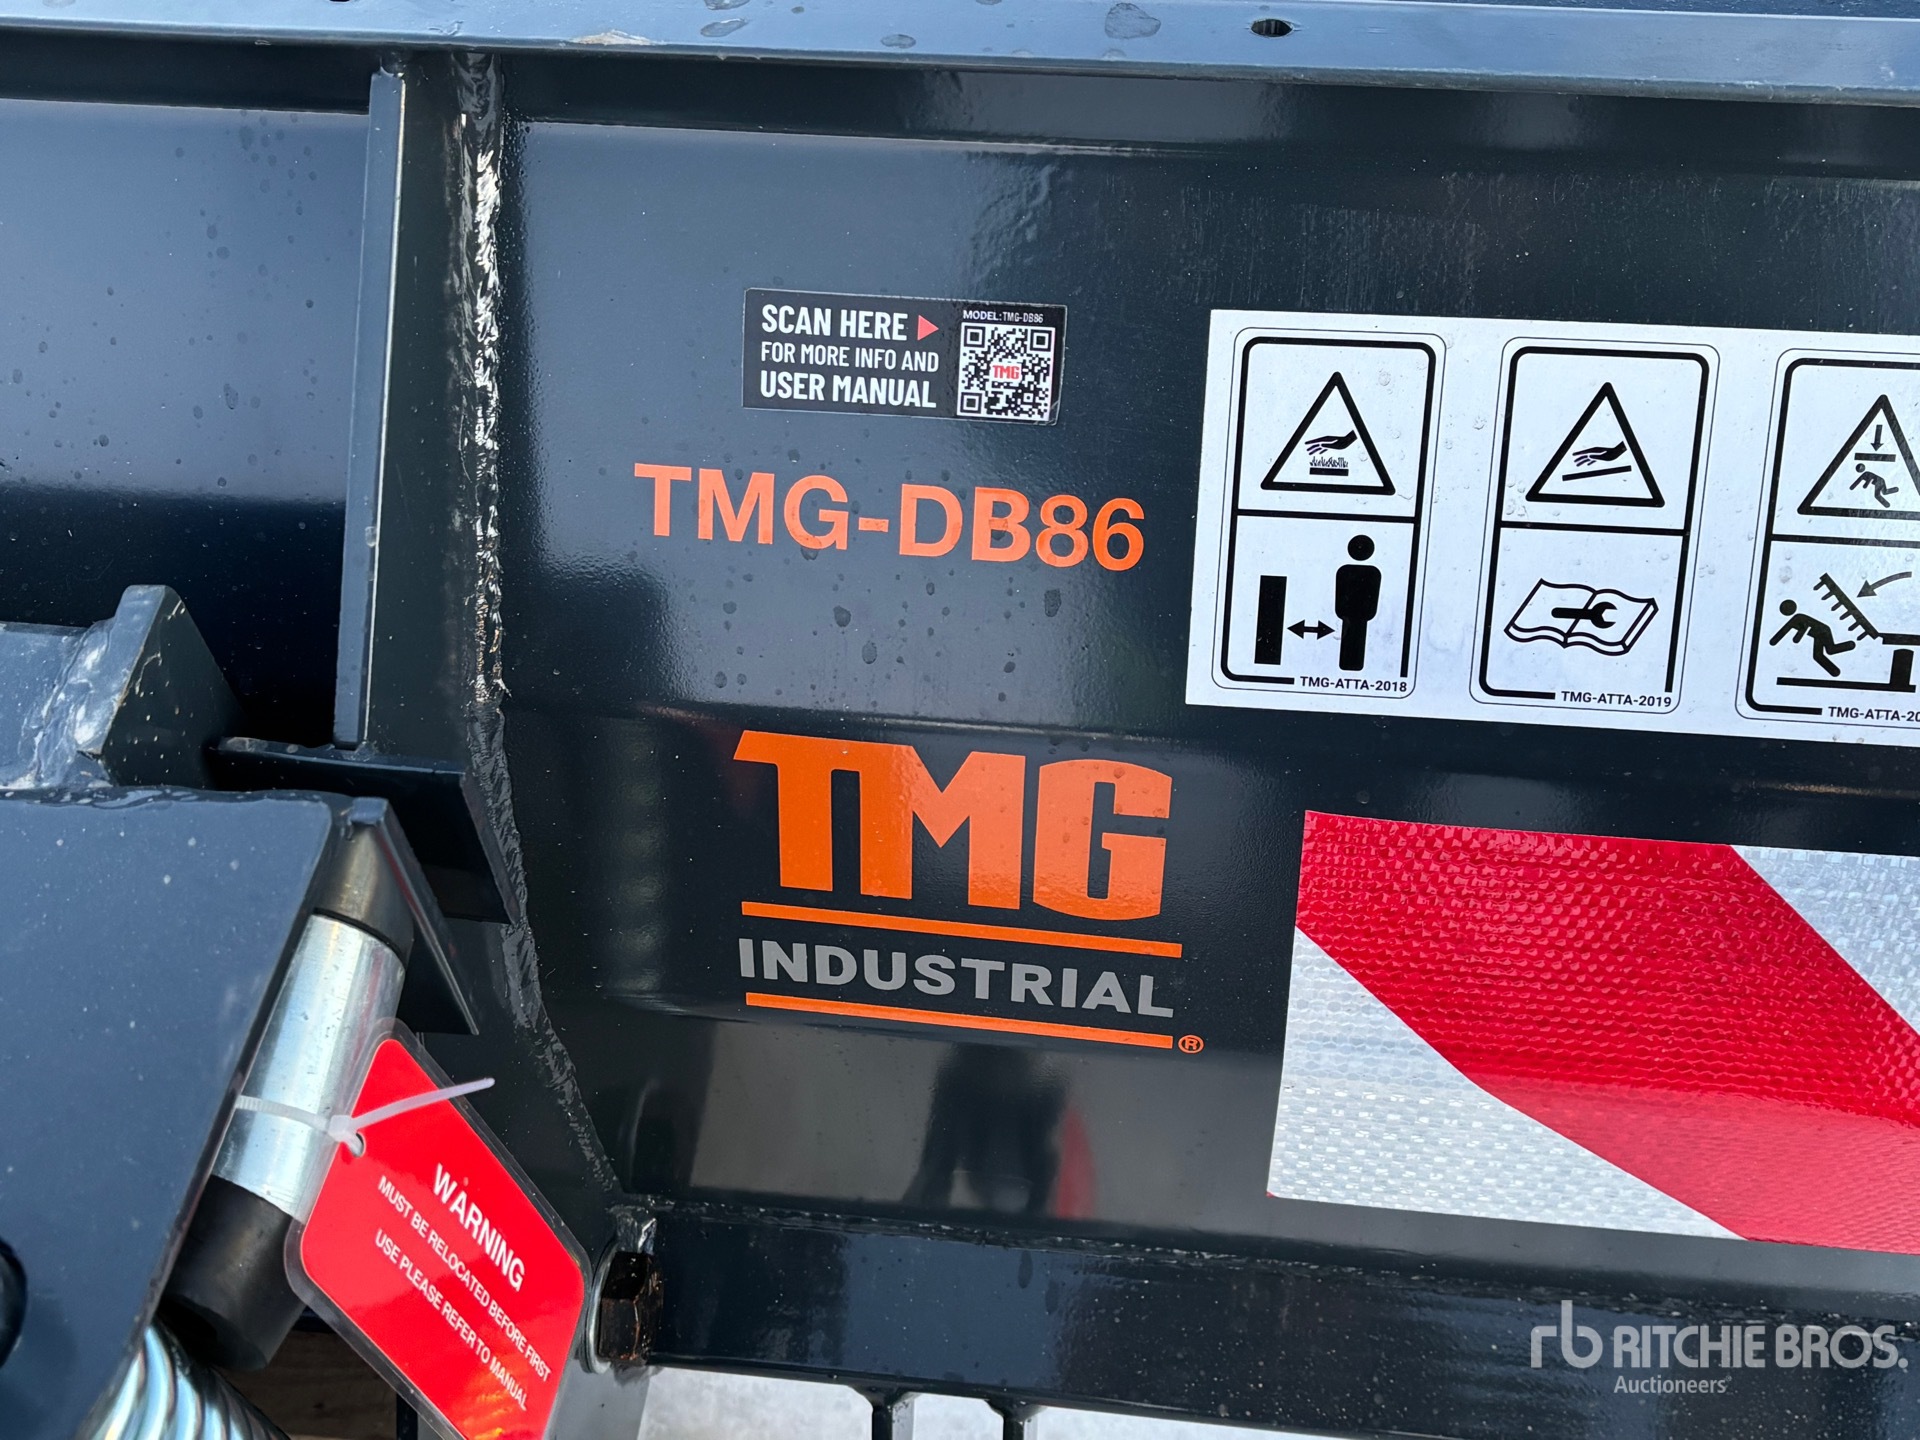 SCAN HERE
FOR MORE INFO AND
USER MANUAL
MODEL: TMG-DB86
TMG
TMG-DB86
TMG-ATTA-2018
TMG-ATTA-2019
TMG
INDUSTRIAL
®
WARNING
MUST BE RELOCATED BEFORE FIRST
USE PLEASE REFER TO MANUAL
rb RITCHIE BROS.
Auctioneers